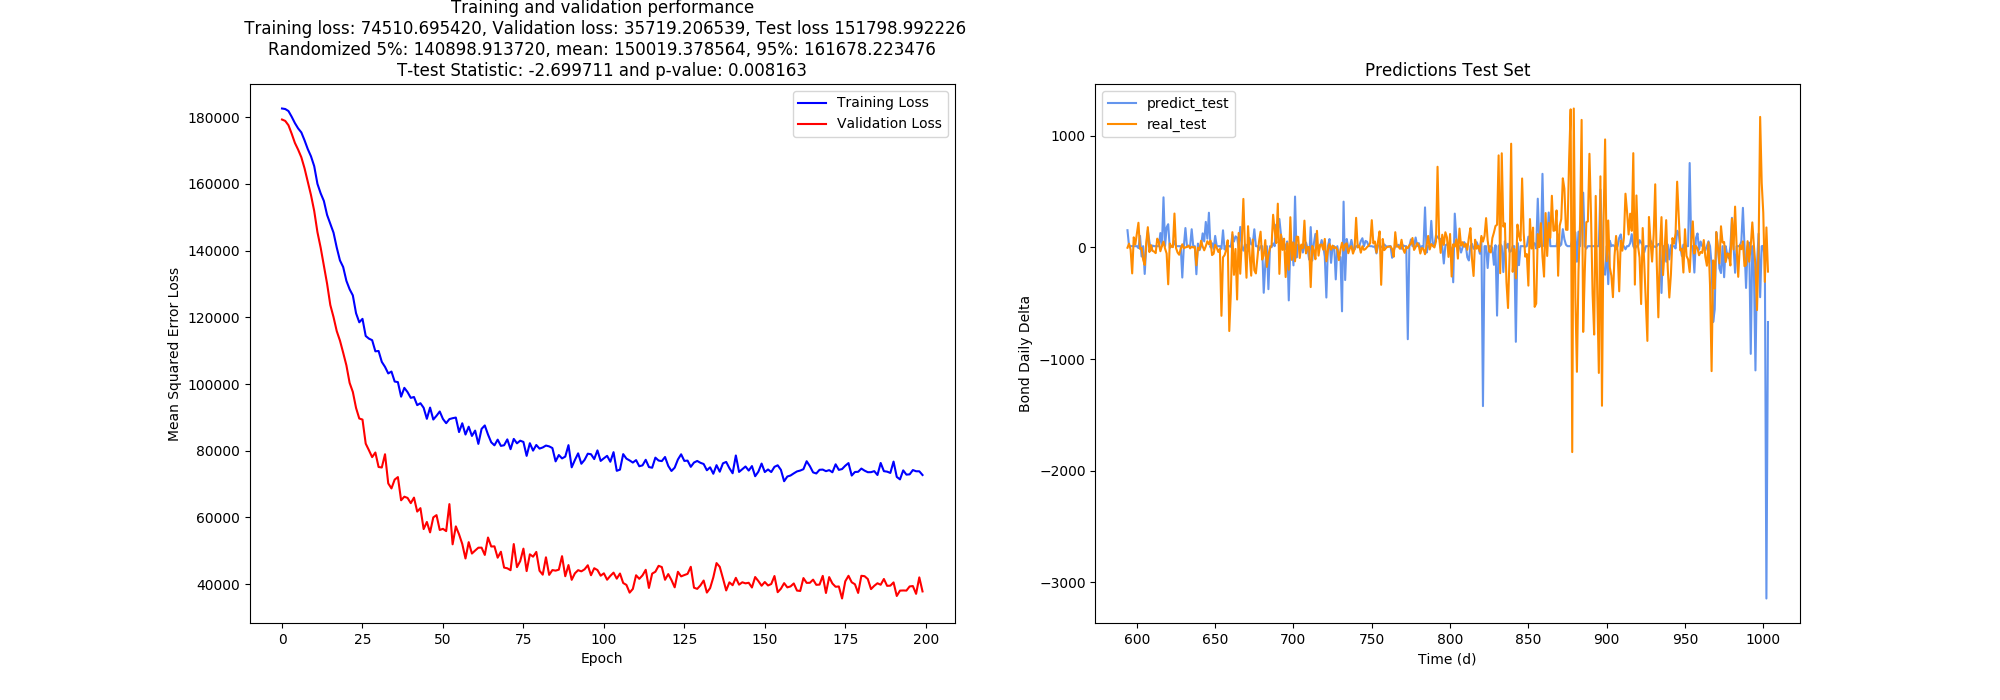 Training and validation performance
Training loss: 74510.695420, Validation loss: 35719.206539, Test loss 151798.992226
Randomized 5%: 140898.913720, mean: 150019.378564, 95%: 161678.223476
T-test Statistic: -2.699711 and p-value: 0.008163
Training Loss
Validation Loss
180000
160000
140000
120000
100000
80000
60000
40000
Mean Squared Error Loss
0 25 50 75 100 125 150 175 200
Epoch
Predictions Test Set
predict_test
real_test
1000
0
−1000
−2000
−3000
Bond Daily Delta
600 650 700 750 800 850 900 950 1000
Time (d)